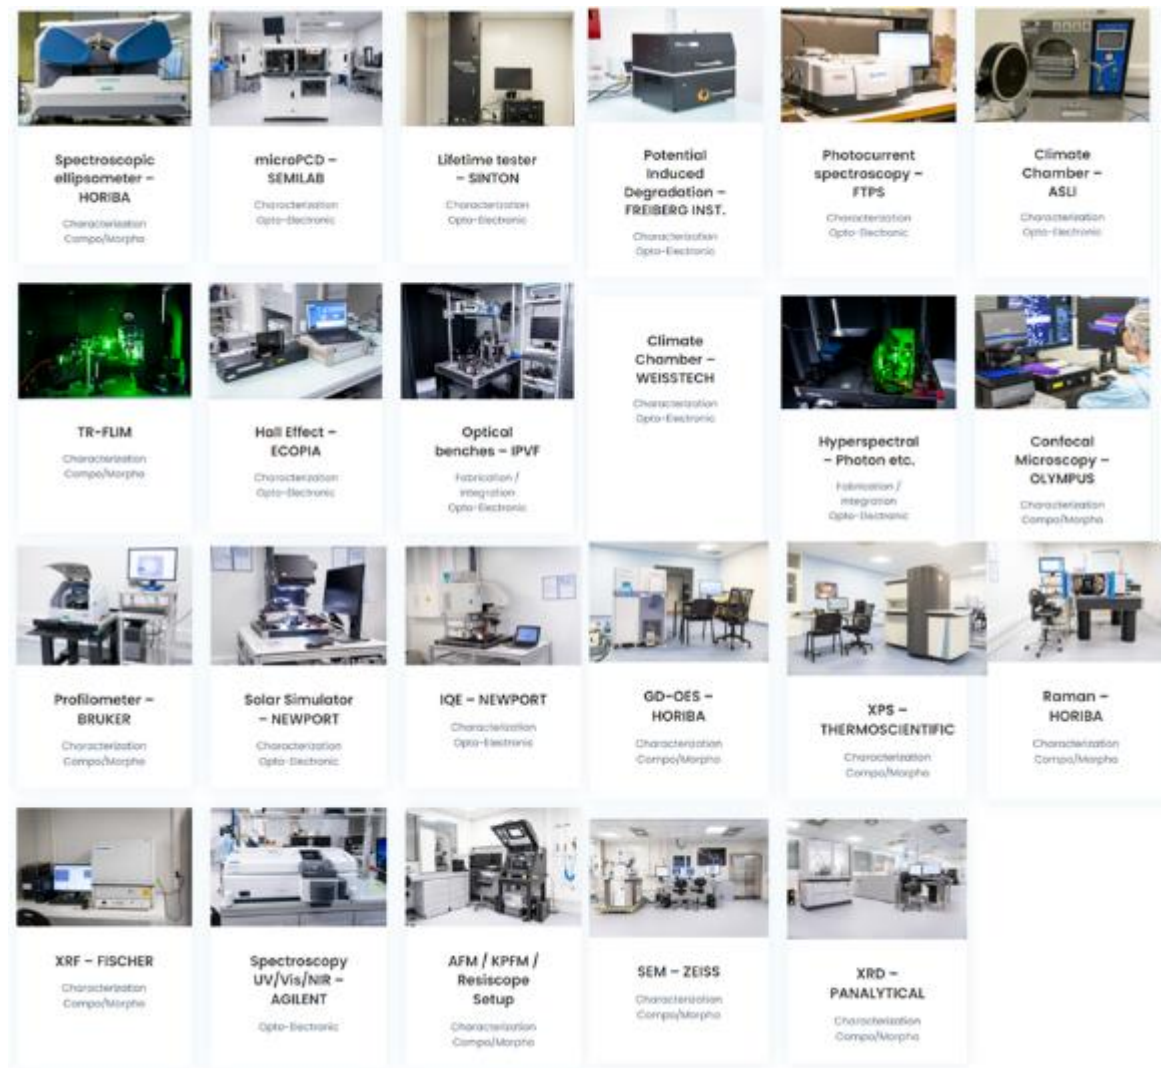 Spectroscopic
ellipsometer –
HORIBA
Characterization
Compo/Morpho
microPCD –
SEMILAB
Characterization
Opto-Electronic
Lifetime tester
– SINTON
Characterization
Opto-Electronic
Potential
Induced
Degradation –
FREIBERG INST.
Characterization
Opto-Electronic
Photocurrent
spectroscopy –
FTPS
Characterization
Opto-Electronic
Climate
Chamber –
ASLI
Characterization
Opto-Electronic
TR-FLIM
Characterization
Compo/Morpho
Hall Effect –
ECOPIA
Characterization
Opto-Electronic
Optical
benches – IPVF
Fabrication /
Integration
Opto-Electronic
Climate
Chamber –
WEISSTECH
Characterization
Opto-Electronic
Hyperspectral
– Photon etc.
Fabrication /
Integration
Opto-Electronic
Confocal
Microscopy –
OLYMPUS
Characterization
Compo/Morpho
Profilometer –
BRUKER
Characterization
Compo/Morpho
Solar Simulator
– NEWPORT
Characterization
Opto-Electronic
IQE – NEWPORT
Characterization
Opto-Electronic
GD-OES –
HORIBA
Characterization
Compo/Morpho
XPS –
THERMOSCIENTIFIC
Characterization
Compo/Morpho
Raman –
HORIBA
Characterization
Compo/Morpho
XRF – FISCHER
Characterization
Compo/Morpho
Spectroscopy
UV/Vis/NIR –
AGILENT
Opto-Electronic
AFM / KPFM /
Resiscope
Setup
Characterization
Compo/Morpho
SEM – ZEISS
Characterization
Compo/Morpho
XRD –
PANALYTICAL
Characterization
Compo/Morpho